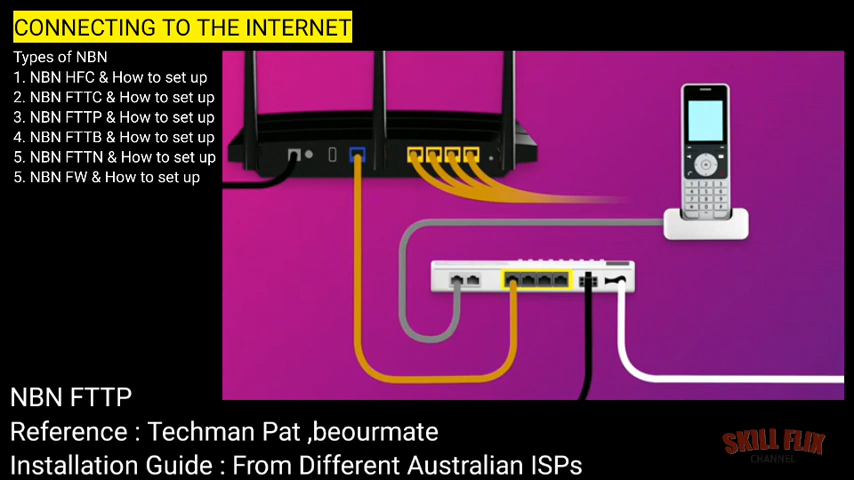 CONNECTING TO THE INTERNET
Types of NBN
1. NBN HFC & How to set up
2. NBN FTTC & How to set up
3. NBN FTTP & How to set up
4. NBN FTTB & How to set up
5. NBN FTTN & How to set up
5. NBN FW & How to set up
NBN FTTP
Reference : Techman Pat ,beourmate
Installation Guide : From Different Australian ISPs
SKILL FLIX
CHANNEL